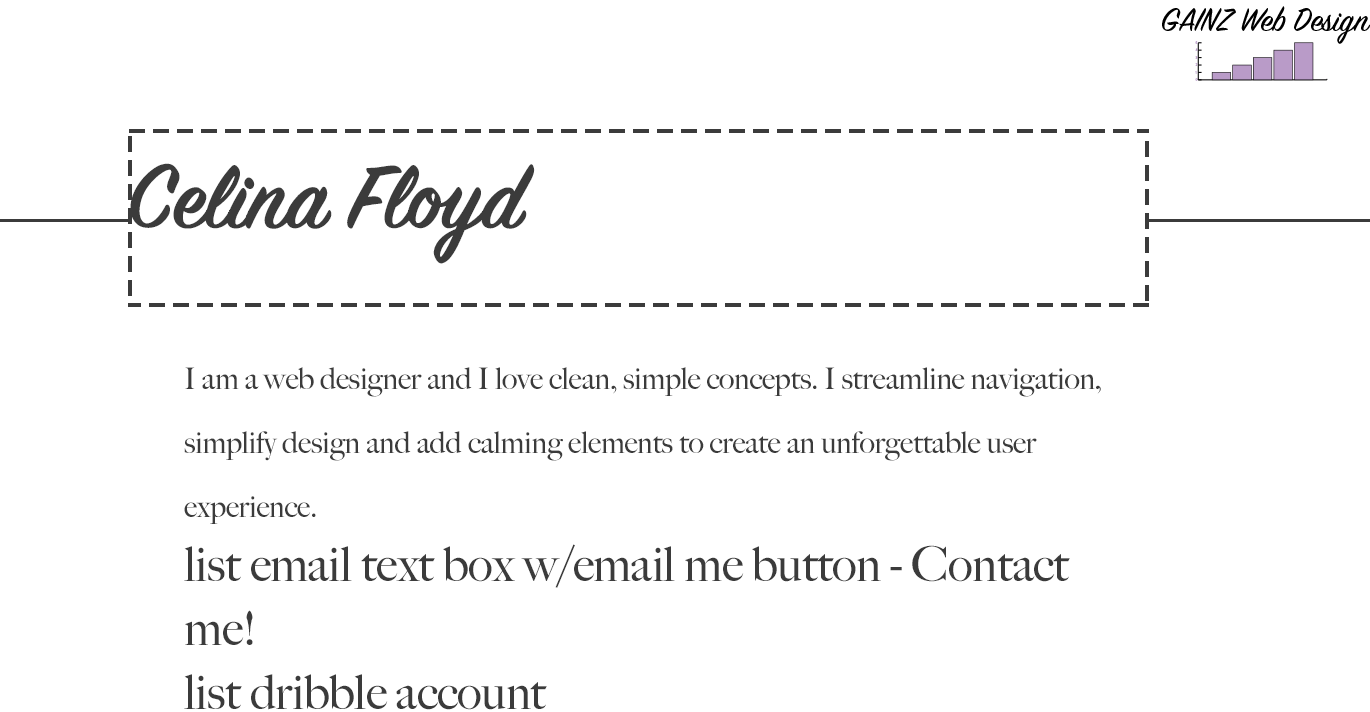 GAINZ Web Design
Celina Floyd
I am a web designer and I love clean, simple concepts. I streamline navigation,
simplify design and add calming elements to create an unforgettable user
experience.
list email text box w/email me button - Contact
me!
list dribble account